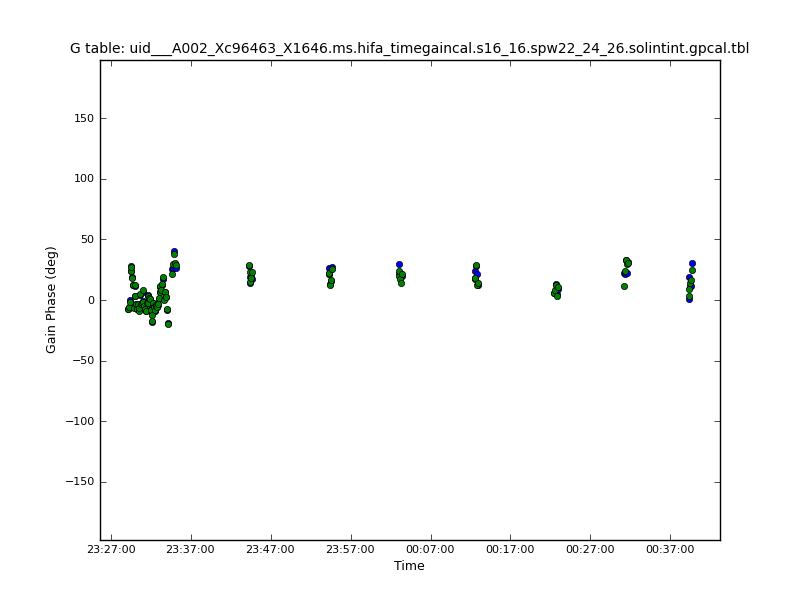 G table: uid___A002_Xc96463_X1646.ms.hifa_timegaincal.s16_16.spw22_24_26.solintint.gpcal.tbl
150
100
50
0
−50
−100
−150
Gain Phase (deg)
23:27:00 23:37:00 23:47:00 23:57:00 00:07:00 00:17:00 00:27:00 00:37:00
Time